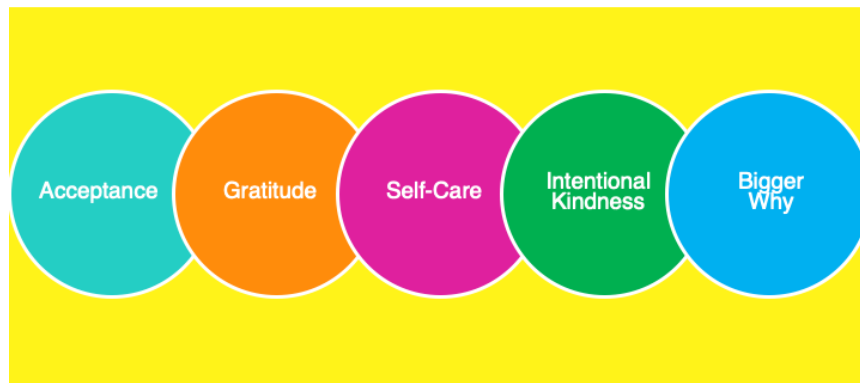 Acceptance
Gratitude
Self-Care
Intentional
Kindness
Bigger
Why